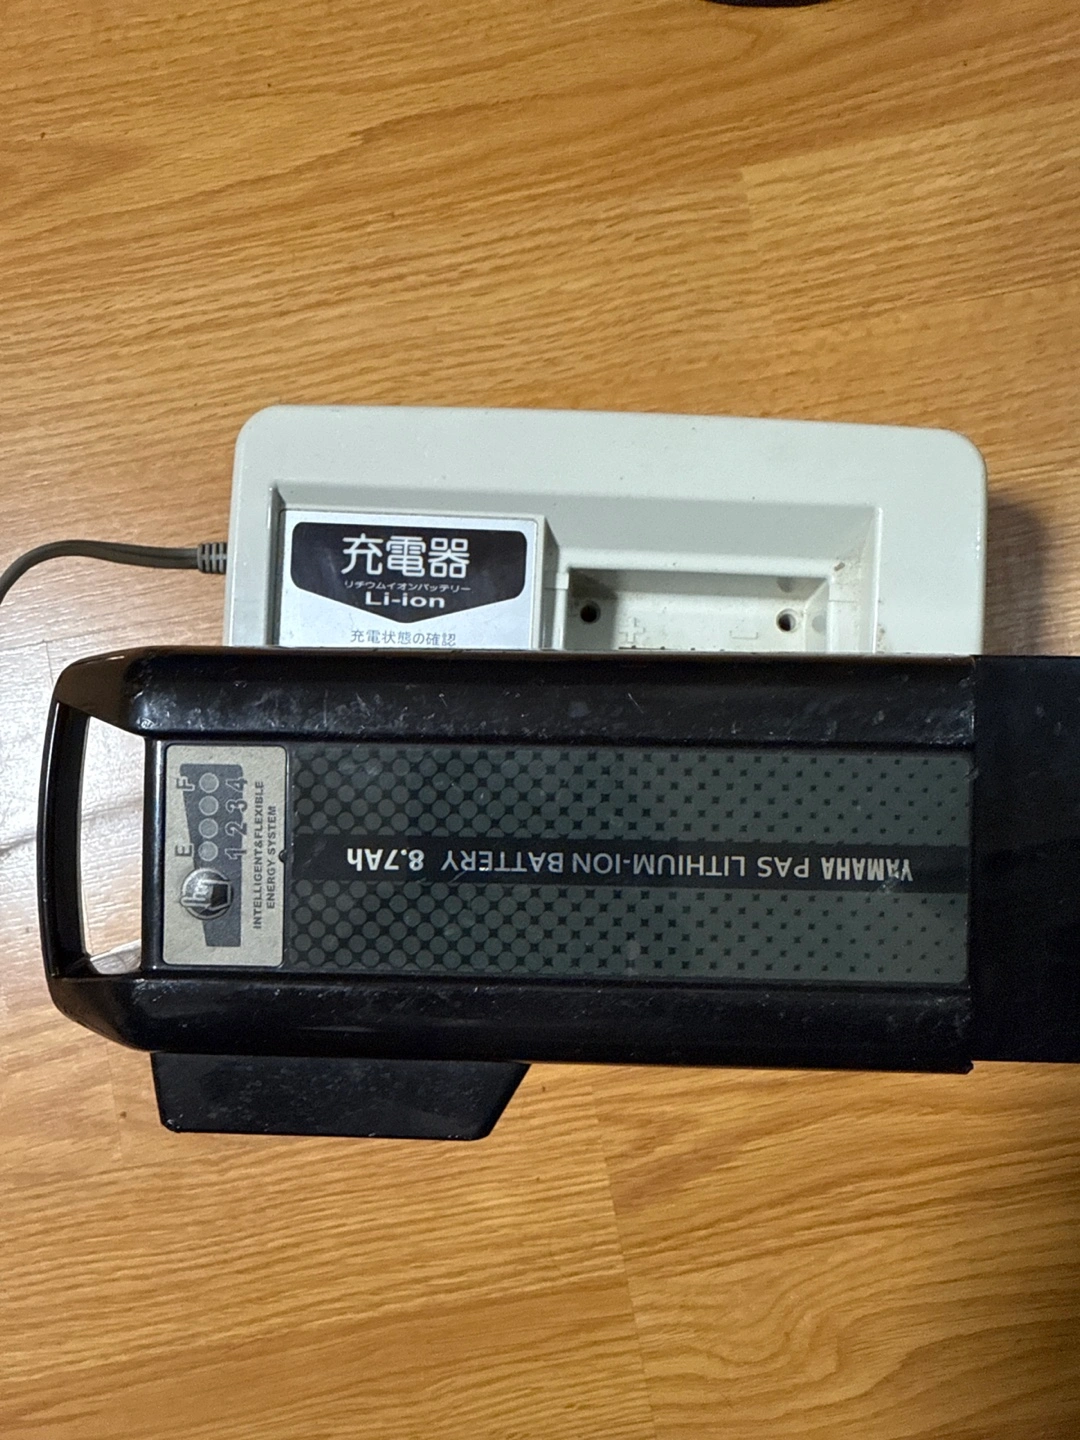 充電器
リチウムイオンバッテリー
Li-ion
充電状態の確認
+
−
YAMAHA PAS LITHIUM-ION BATTERY 8.7Ah
E F
1 2 3 4
INTELLIGENT&FLEXIBLE
ENERGY SYSTEM